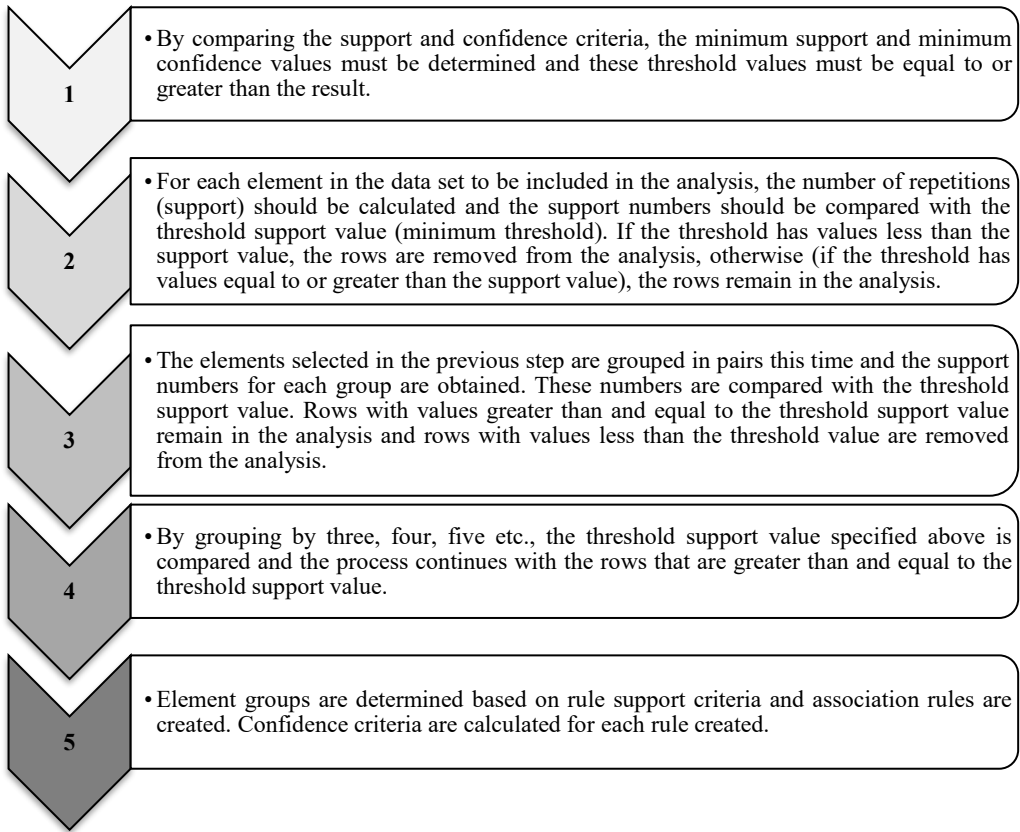 1
• By comparing the support and confidence criteria, the minimum support and minimum
confidence values must be determined and these threshold values must be equal to or
greater than the result.
2
• For each element in the data set to be included in the analysis, the number of repetitions
(support) should be calculated and the support numbers should be compared with the
threshold support value (minimum threshold). If the threshold has values less than the
support value, the rows are removed from the analysis, otherwise (if the threshold has
values equal to or greater than the support value), the rows remain in the analysis.
3
• The elements selected in the previous step are grouped in pairs this time and the support
numbers for each group are obtained. These numbers are compared with the threshold
support value. Rows with values greater than and equal to the threshold support value
remain in the analysis and rows with values less than the threshold value are removed
from the analysis.
4
• By grouping by three, four, five etc., the threshold support value specified above is
compared and the process continues with the rows that are greater than and equal to the
threshold support value.
5
• Element groups are determined based on rule support criteria and association rules are
created. Confidence criteria are calculated for each rule created.